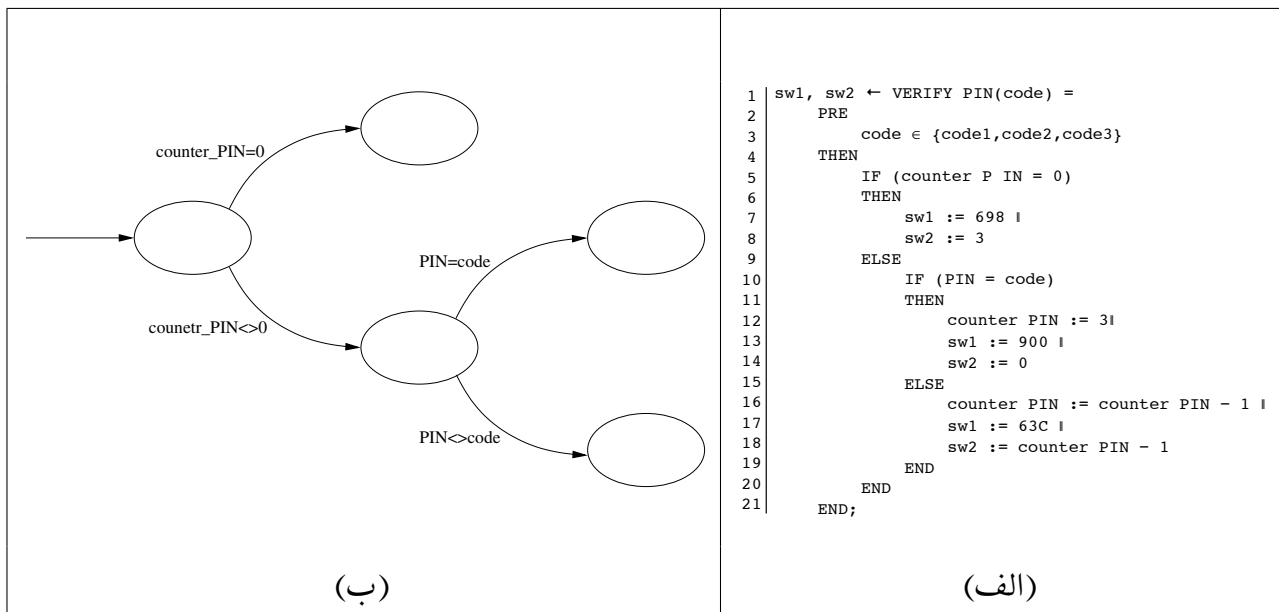 counter_PIN=0
counetr_PIN<>0
PIN=code
PIN<>code
(ب)
1 sw1, sw2 ← VERIFY PIN(code) =
2 PRE
3 code ∈ {code1,code2,code3}
4 THEN
5 IF (counter P IN = 0)
6 THEN
7 sw1 := 698 ‖
8 sw2 := 3
9 ELSE
10 IF (PIN = code)
11 THEN
12 counter PIN := 3‖
13 sw1 := 900 ‖
14 sw2 := 0
15 ELSE
16 counter PIN := counter PIN − 1 ‖
17 sw1 := 63C ‖
18 sw2 := counter PIN − 1
19 END
20 END
21 END;
(الف)